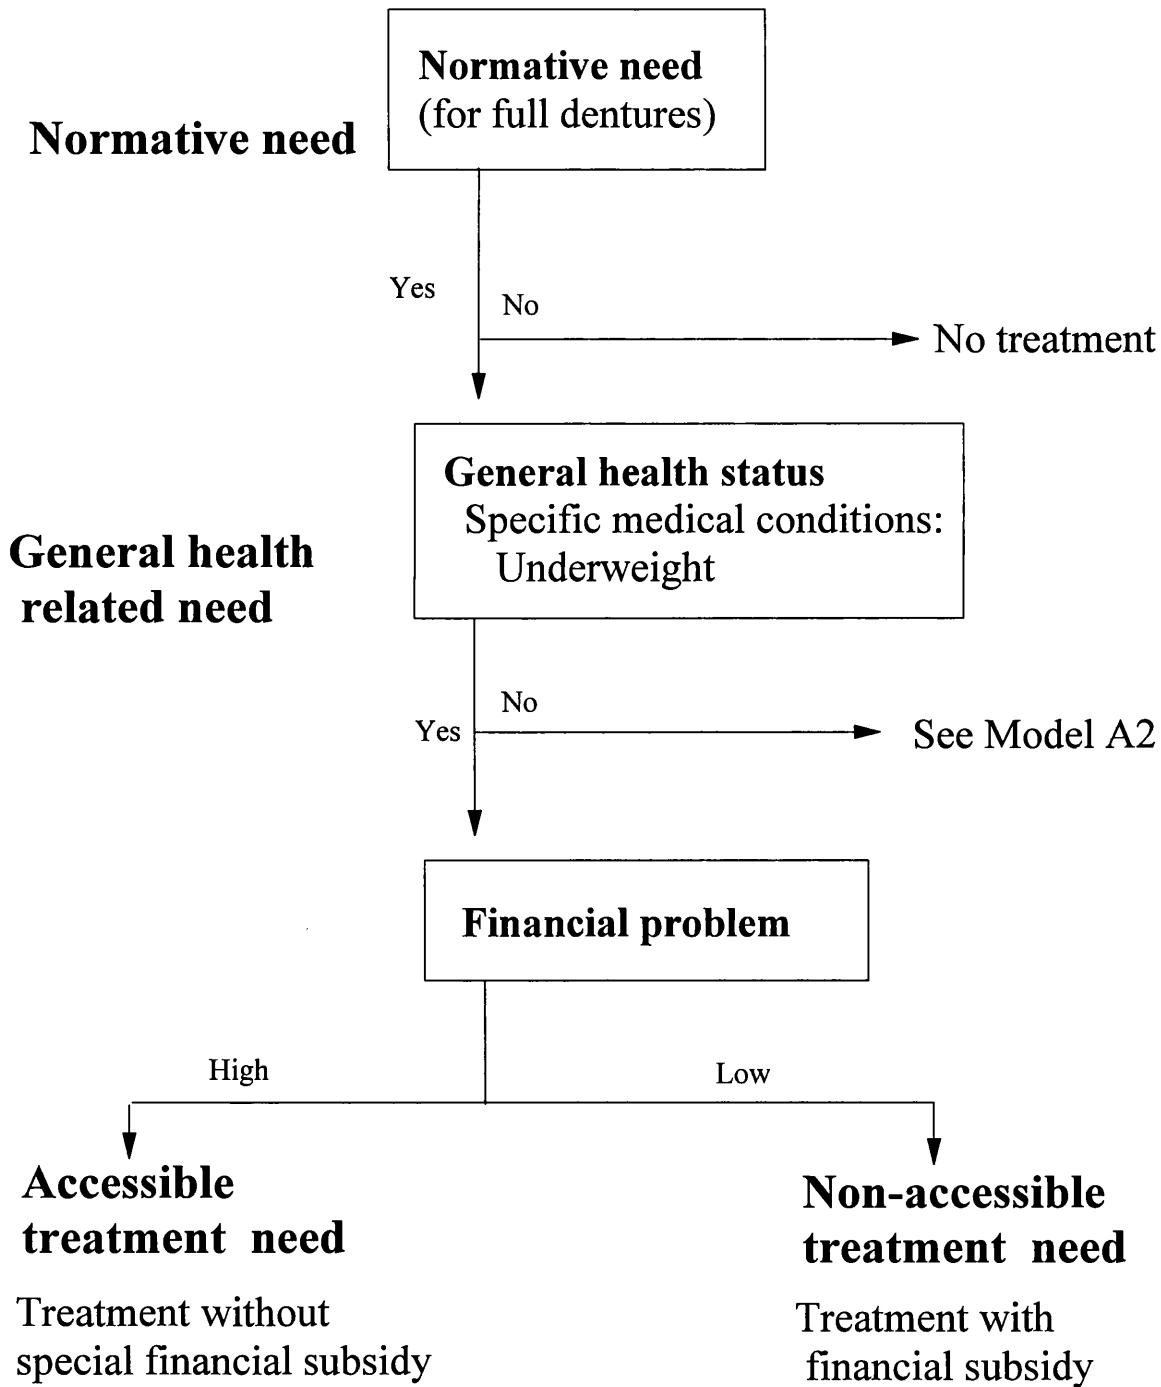 Normative need
(for full dentures)
Normative need
Yes
No
No treatment
General health status
Specific medical conditions:
Underweight
General health
related need
No
Yes
See Model A2
Financial problem
High
Low
Accessible
treatment need
Treatment without
special financial subsidy
Non-accessible
treatment need
Treatment with
financial subsidy